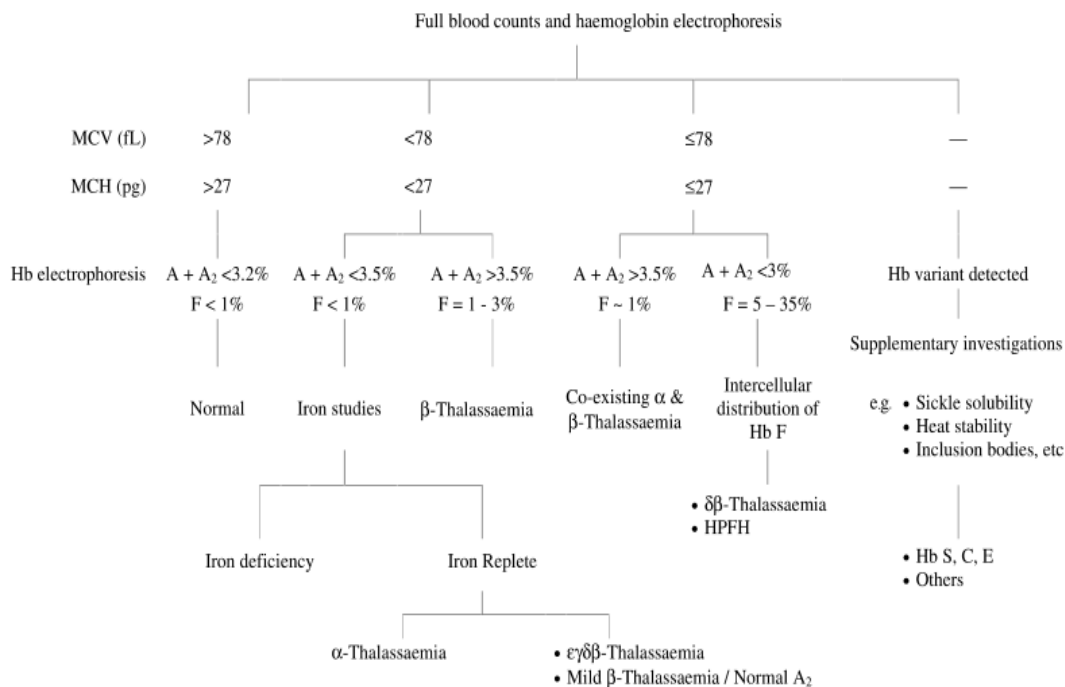 Full blood counts and haemoglobin electrophoresis
MCV (fL) >78 <78 ≤78 —
MCH (pg) >27 <27 ≤27 —
Hb electrophoresis A + A₂ <3.2% A + A₂ <3.5% A + A₂ >3.5% A + A₂ >3.5% A + A₂ <3% Hb variant detected
F < 1% F < 1% F = 1 - 3% F ~ 1% F = 5 – 35%
Supplementary investigations
Normal Iron studies β-Thalassaemia
Co-existing α &
β-Thalassaemia
Intercellular
distribution of
Hb F
e.g. • Sickle solubility
• Heat stability
• Inclusion bodies, etc
• δβ-Thalassaemia
• HPFH
Iron deficiency Iron Replete
• Hb S, C, E
• Others
α-Thalassaemia
• εγδβ-Thalassaemia
• Mild β-Thalassaemia / Normal A₂